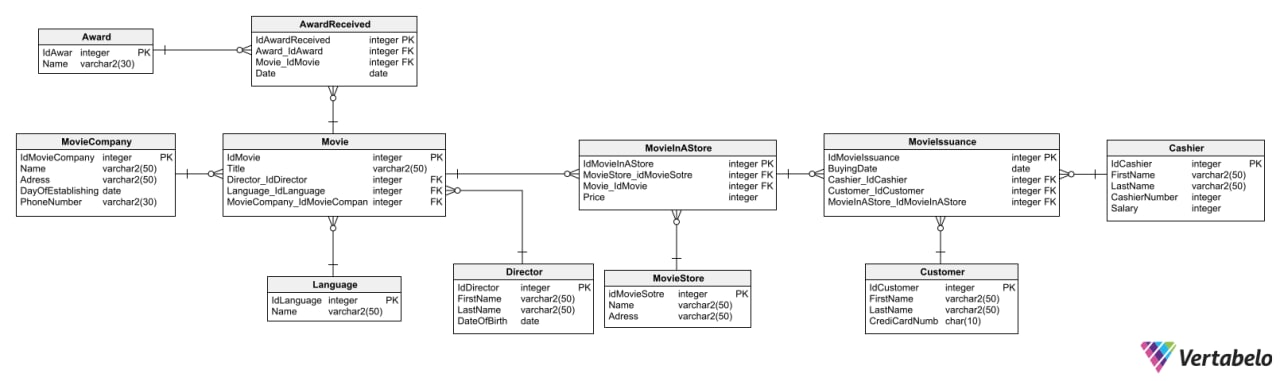 Award
IdAwar integer PK
Name varchar2(30)
AwardReceived
IdAwardReceived integer PK
Award_IdAward integer FK
Movie_IdMovie integer FK
Date date
MovieCompany
IdMovieCompany integer PK
Name varchar2(50)
Adress varchar2(50)
DayOfEstablishing date
PhoneNumber varchar2(30)
Movie
IdMovie integer PK
Title varchar2(50)
Director_IdDirector integer FK
Language_IdLanguage integer FK
MovieCompany_IdMovieCompan integer FK
MovieInAStore
IdMovieInAStore integer PK
MovieStore_idMovieSotre integer FK
Movie_IdMovie integer FK
Price integer
MovieIssuance
IdMovieIssuance integer PK
BuyingDate date
Cashier_IdCashier integer FK
Customer_IdCustomer integer FK
MovieInAStore_IdMovieInAStore integer FK
Cashier
IdCashier integer PK
FirstName varchar2(50)
LastName varchar2(50)
CashierNumber integer
Salary integer
Language
IdLanguage integer PK
Name varchar2(50)
Director
IdDirector integer PK
FirstName varchar2(50)
LastName varchar2(50)
DateOfBirth date
MovieStore
idMovieSotre integer PK
Name varchar2(50)
Adress varchar2(50)
Customer
IdCustomer integer PK
FirstName varchar2(50)
LastName varchar2(50)
CrediCardNumb char(10)
Vertabelo